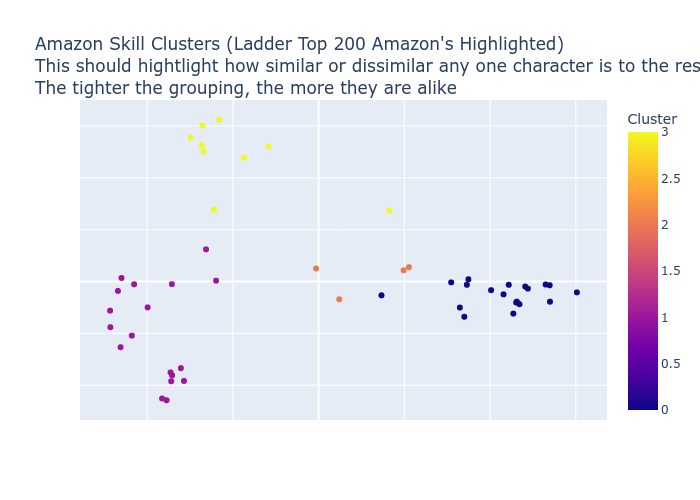 Amazon Skill Clusters (Ladder Top 200 Amazon's Highlighted)
This should hightlight how similar or dissimilar any one character is to the res
The tighter the grouping, the more they are alike
Cluster
3
2.5
2
1.5
1
0.5
0